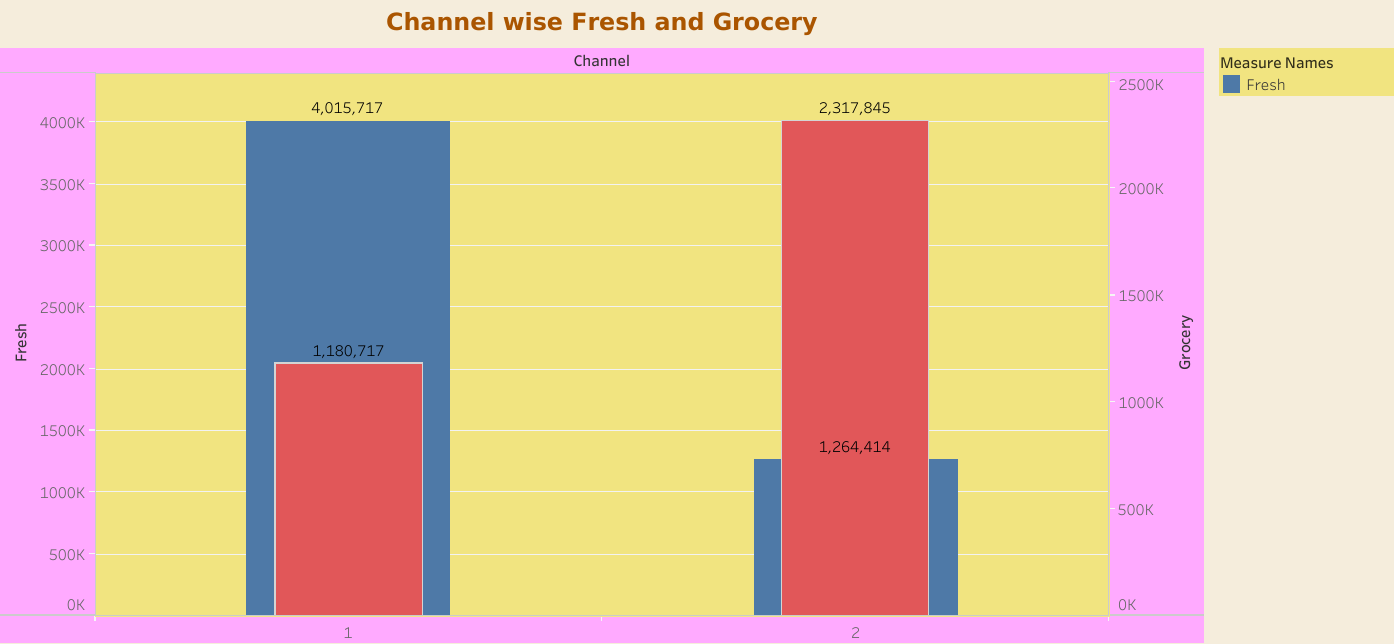 Channel wise Fresh and Grocery
Channel
Measure Names
Fresh
4,015,717
2,317,845
1,180,717
1,264,414
4000K
3500K
3000K
2500K
2000K
1500K
1000K
500K
0K
Fresh
2500K
2000K
1500K
1000K
500K
0K
Grocery
1
2